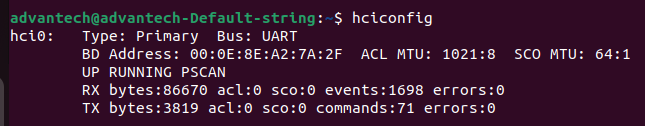 advantech@advantech-Default-string:~$ hciconfig
hci0:   Type: Primary  Bus: UART
        BD Address: 00:0E:8E:A2:7A:2F  ACL MTU: 1021:8  SCO MTU: 64:1
        UP RUNNING PSCAN
        RX bytes:86670 acl:0 sco:0 events:1698 errors:0
        TX bytes:3819 acl:0 sco:0 commands:71 errors:0